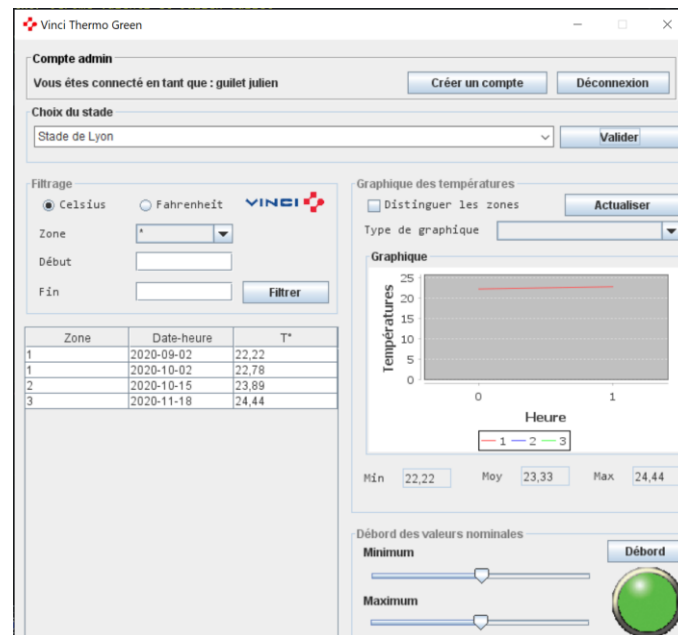 Vinci Thermo Green
Compte admin
Vous êtes connecté en tant que : guilet julien
Créer un compte
Déconnexion
Choix du stade
Stade de Lyon
Valider
Filtrage
Celsius
Fahrenheit
VINCI
Zone
*
Début
Fin
Filtrer
Zone Date-heure T°
1 2020-09-02 22,22
1 2020-10-02 22,78
2 2020-10-15 23,89
3 2020-11-18 24,44
Graphique des températures
Distinguer les zones
Actualiser
Type de graphique
Graphique
Températures
25
20
15
10
5
0
0 1
Heure
1 2 3
Min 22,22 Moy 23,33 Max 24,44
Débord des valeurs nominales
Minimum
Débord
Maximum